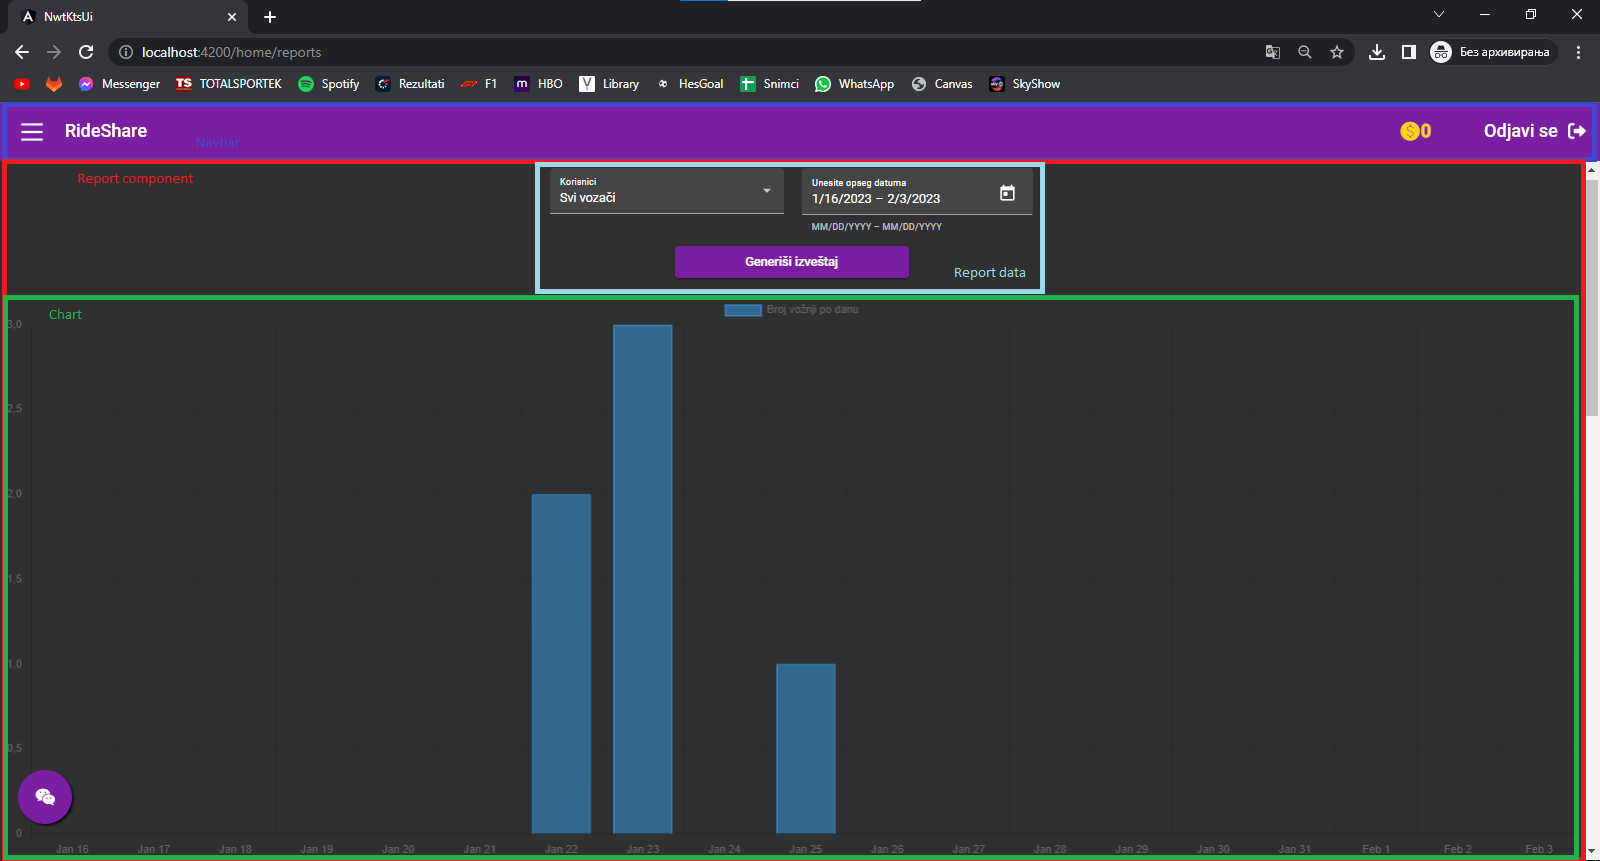 NwtKtsUi
localhost:4200/home/reports
Без архивирања
Messenger
TS TOTALSPORTEK
Spotify
Rezultati
F1
m HBO
Y Library
HesGoal
Snimci
WhatsApp
Canvas
SkyShow
RideShare
Navbar
$0
Odjavi se
Report component
Korisnici
Svi vozači
Unesite opseg datuma
1/16/2023 – 2/3/2023
MM/DD/YYYY – MM/DD/YYYY
Generiši izveštaj
Report data
Chart
Broj vožnji po danu
3,0
2,5
2,0
1,5
1,0
0,5
0
Jan 16 Jan 17 Jan 18 Jan 19 Jan 20 Jan 21 Jan 22 Jan 23 Jan 24 Jan 25 Jan 26 Jan 27 Jan 28 Jan 29 Jan 30 Jan 31 Feb 1 Feb 2 Feb 3